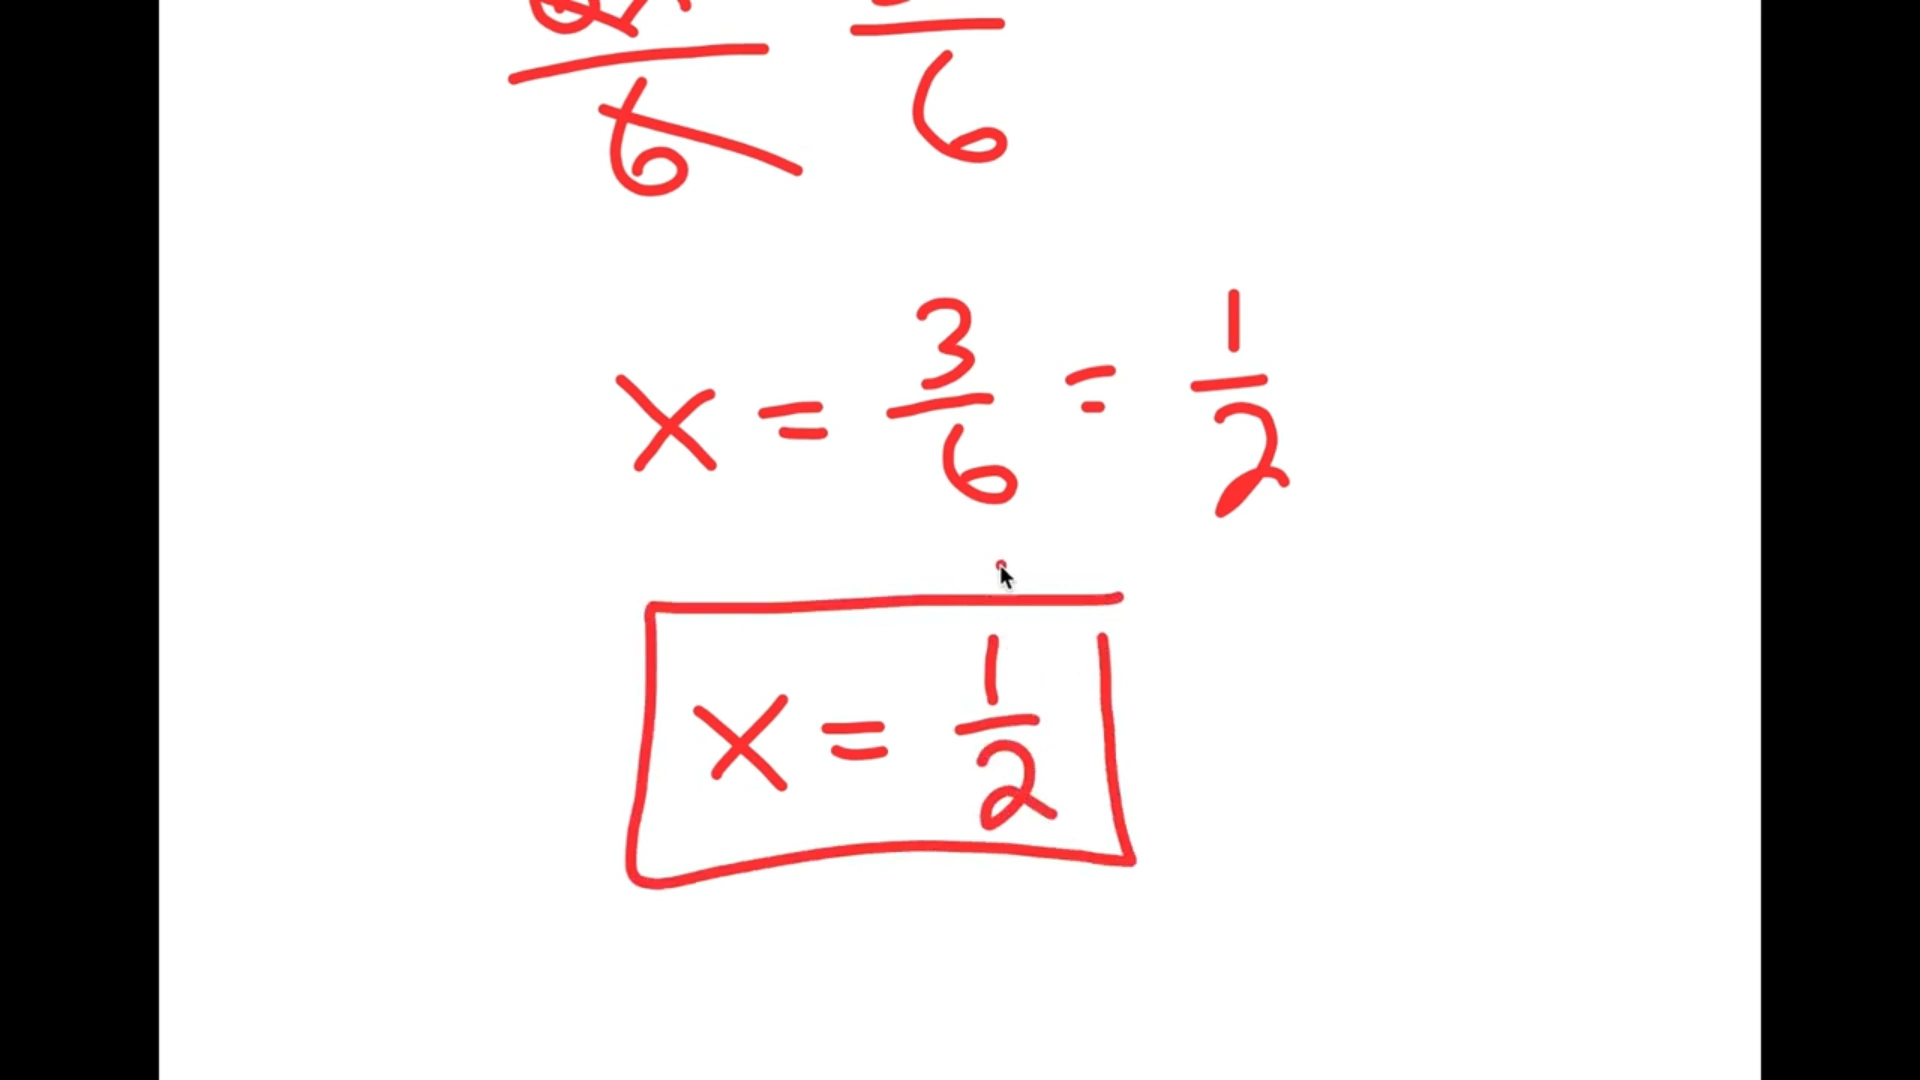 6 6
x = 3/6 = 1/2
x = 1/2